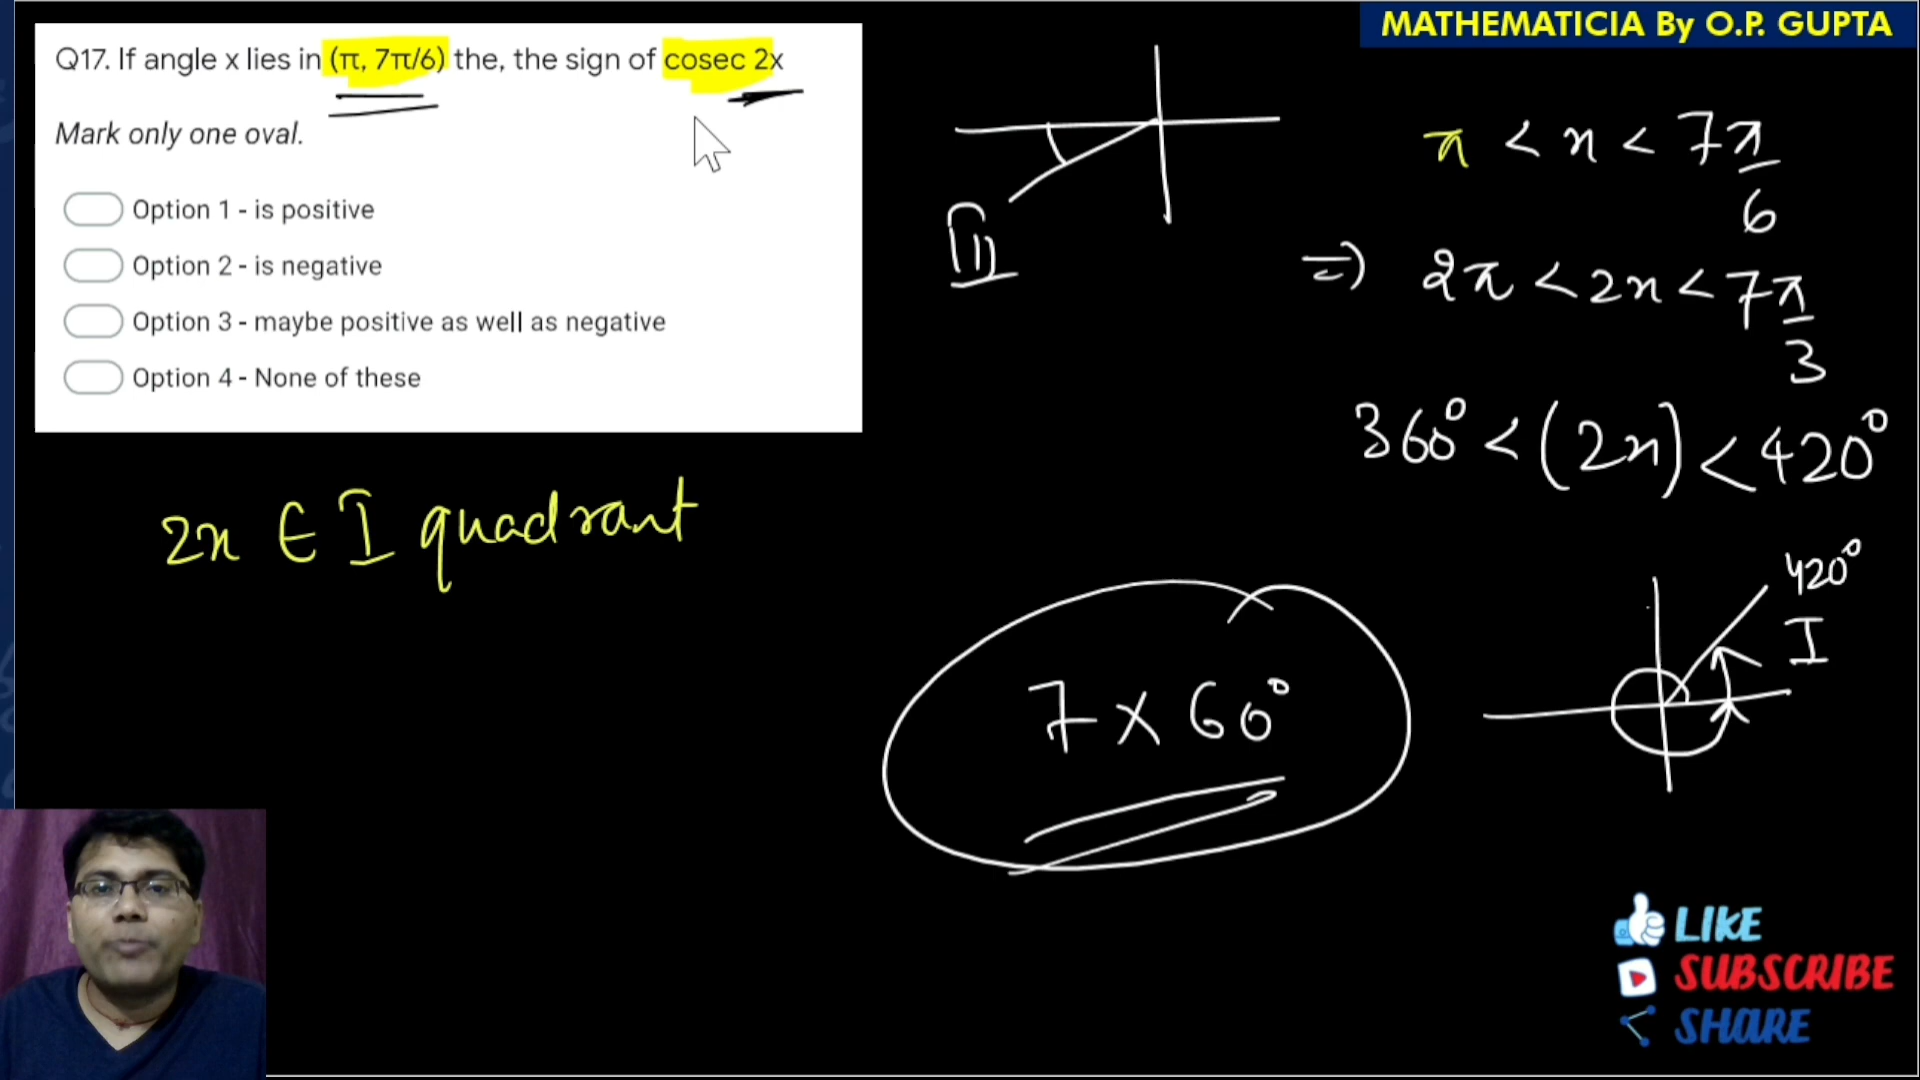 MATHEMATICIA By O.P. GUPTA
Q17. If angle x lies in (π, 7π/6) the, the sign of cosec 2x
Mark only one oval.
Option 1 - is positive
Option 2 - is negative
Option 3 - maybe positive as well as negative
Option 4 - None of these
III
π < x < 7π/6
⇒ 2π < 2x < 7π/3
360° < (2x) < 420°
2x ∈ I quadrant
7 × 60°
420°
I
LIKE
SUBSCRIBE
SHARE